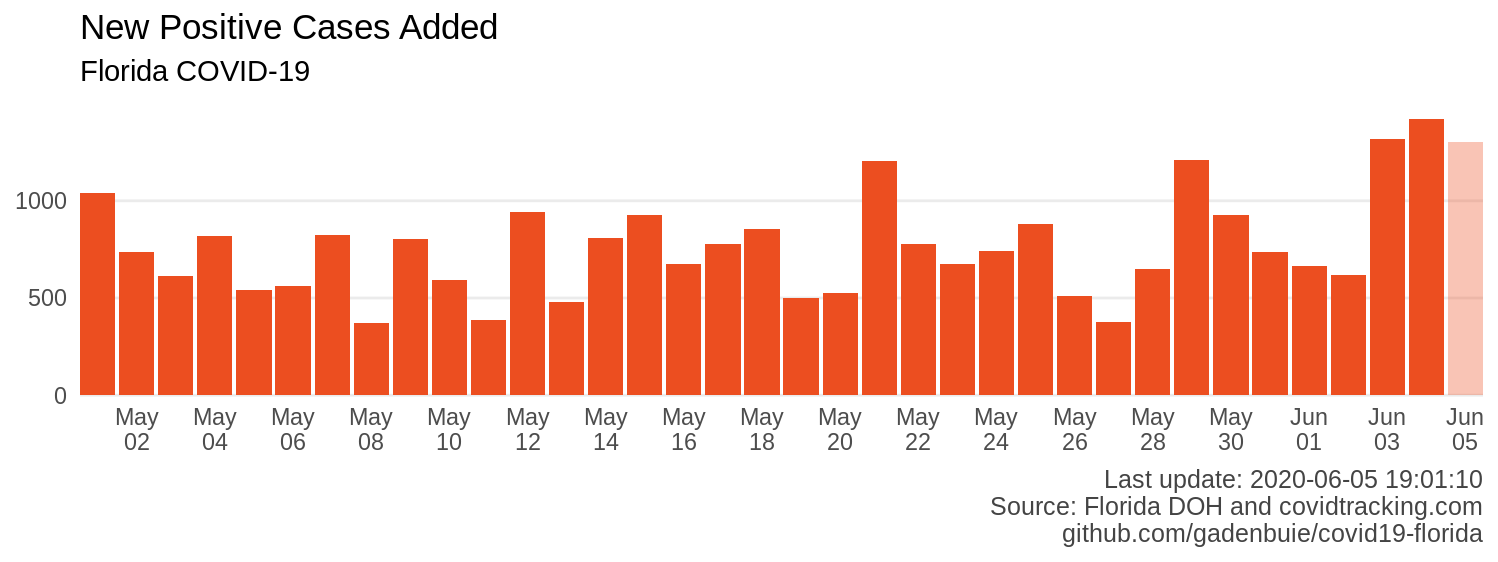 New Positive Cases Added
Florida COVID-19
1000
500
0
May May May May May May May May May May May May May May May Jun Jun Jun
02 04 06 08 10 12 14 16 18 20 22 24 26 28 30 01 03 05
Last update: 2020-06-05 19:01:10
Source: Florida DOH and covidtracking.com
github.com/gadenbuie/covid19-florida